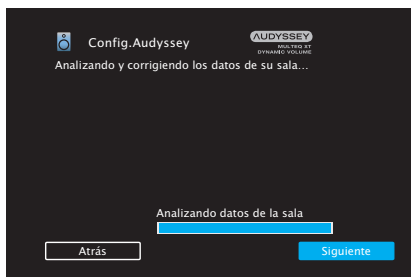 Config.Audyssey
AUDYSSEY
MULTEQ XT
DYNAMIC VOLUME
Analizando y corrigiendo los datos de su sala...
Analizando datos de la sala
Atrás
Siguiente